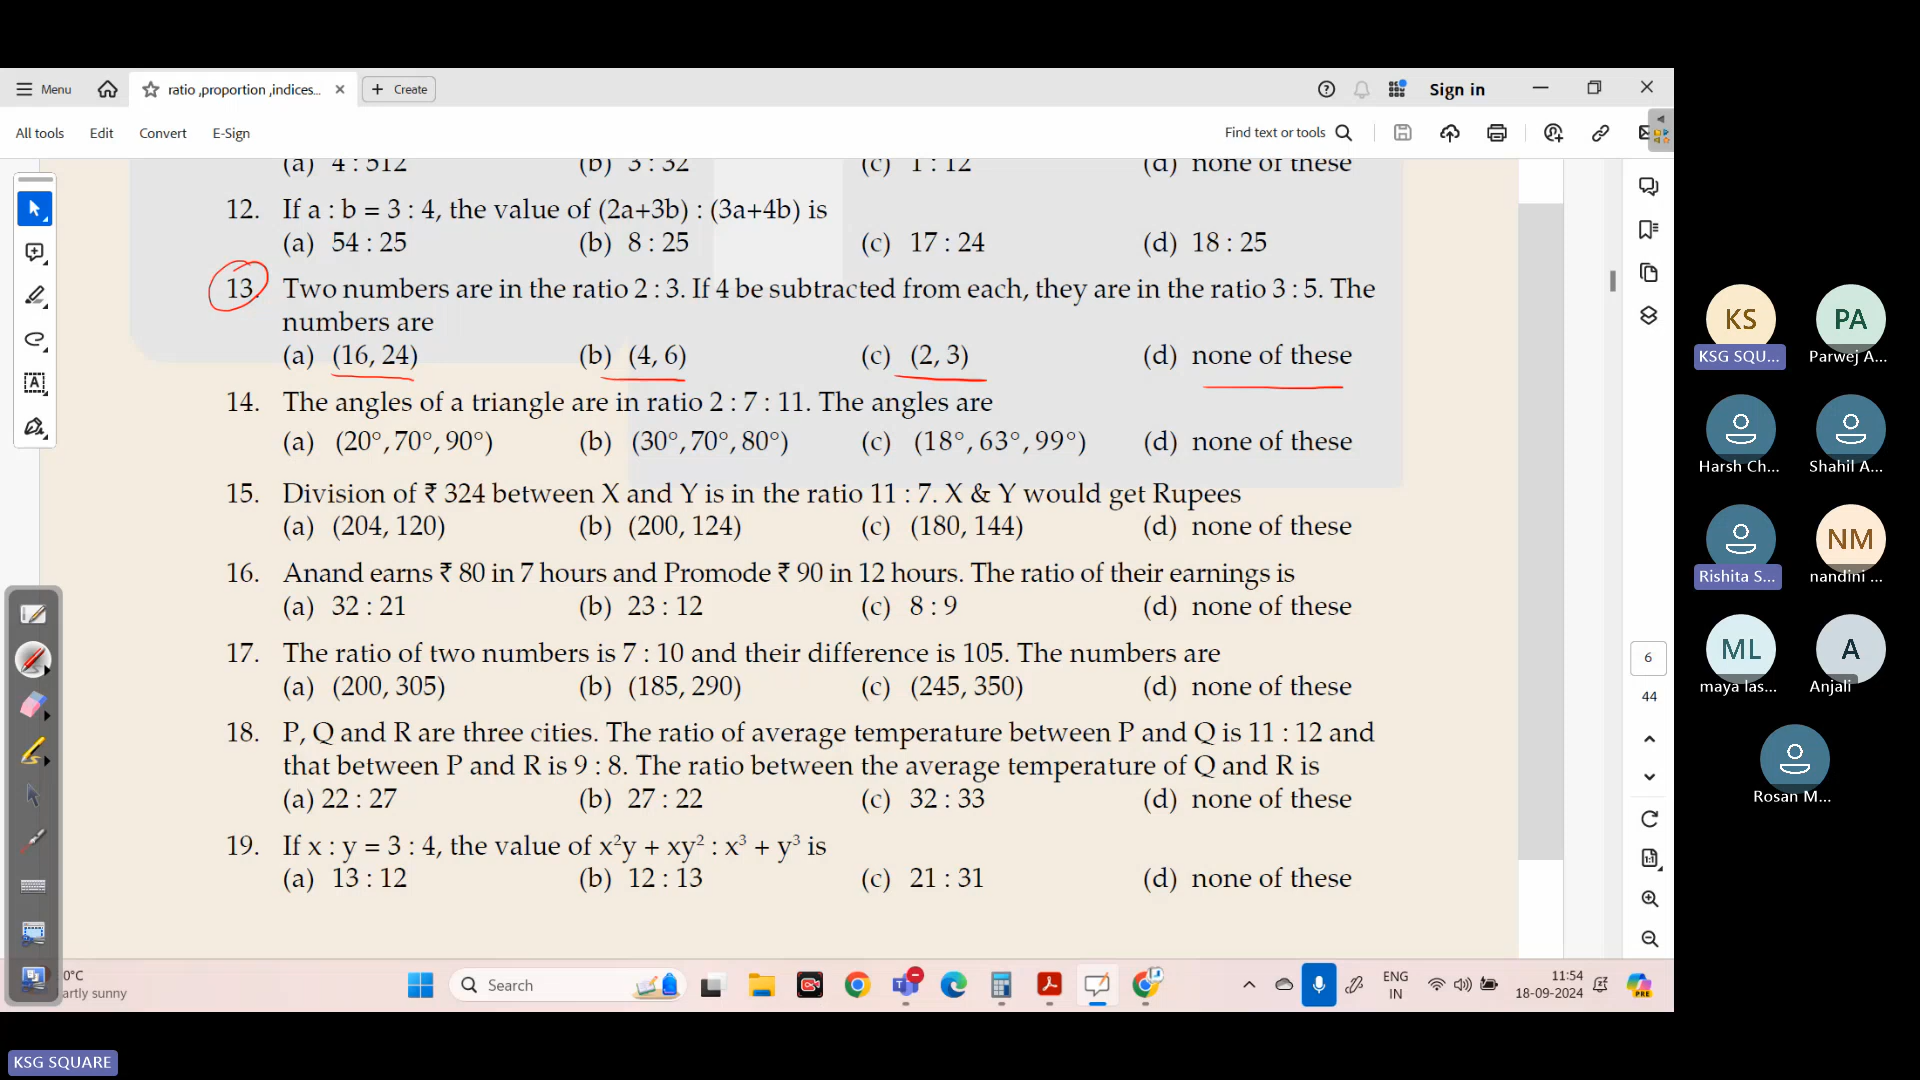 Menu
ratio ,proportion ,indices...
Create
Sign in
All tools
Edit
Convert
E-Sign
Find text or tools
(a) 4 : 512 (b) 3 : 32 (c) 1 : 12 (d) none of these
12. If a : b = 3 : 4, the value of (2a+3b) : (3a+4b) is
(a) 54 : 25 (b) 8 : 25 (c) 17 : 24 (d) 18 : 25
13. Two numbers are in the ratio 2 : 3. If 4 be subtracted from each, they are in the ratio 3 : 5. The
numbers are
(a) (16, 24) (b) (4, 6) (c) (2, 3) (d) none of these
14. The angles of a triangle are in ratio 2 : 7 : 11. The angles are
(a) (20°, 70°, 90°) (b) (30°, 70°, 80°) (c) (18°, 63°, 99°) (d) none of these
15. Division of ₹ 324 between X and Y is in the ratio 11 : 7. X & Y would get Rupees
(a) (204, 120) (b) (200, 124) (c) (180, 144) (d) none of these
16. Anand earns ₹ 80 in 7 hours and Promode ₹ 90 in 12 hours. The ratio of their earnings is
(a) 32 : 21 (b) 23 : 12 (c) 8 : 9 (d) none of these
17. The ratio of two numbers is 7 : 10 and their difference is 105. The numbers are
(a) (200, 305) (b) (185, 290) (c) (245, 350) (d) none of these
18. P, Q and R are three cities. The ratio of average temperature between P and Q is 11 : 12 and
that between P and R is 9 : 8. The ratio between the average temperature of Q and R is
(a) 22 : 27 (b) 27 : 22 (c) 32 : 33 (d) none of these
19. If x : y = 3 : 4, the value of x²y + xy² : x³ + y³ is
(a) 13 : 12 (b) 12 : 13 (c) 21 : 31 (d) none of these
6
44
KS
KSG SQU...
PA
Parwej A...
Harsh Ch...
Shahil A...
Rishita S...
NM
nandini ...
ML
maya las...
A
Anjali
Rosan M...
0°C
artly sunny
Search
ENG
IN
11:54
18-09-2024
PRE
KSG SQUARE